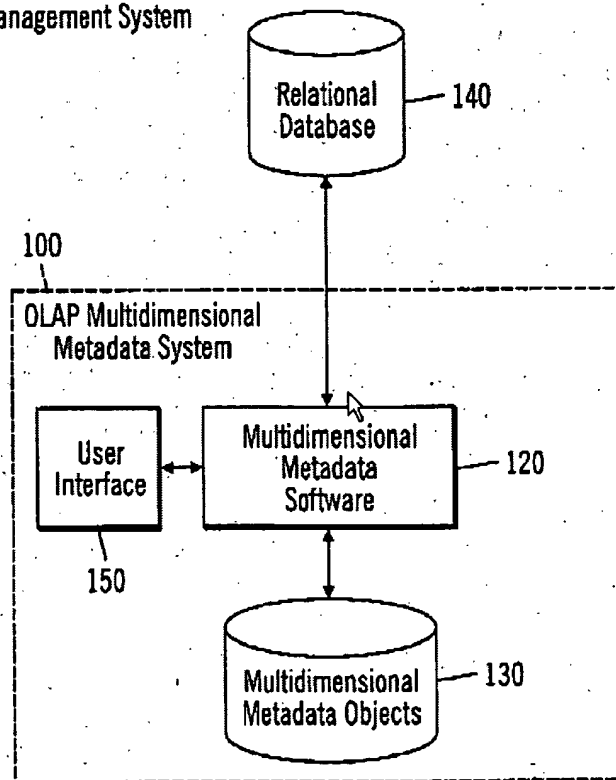 anagement System
Relational
Database
140
100
OLAP Multidimensional
Metadata System
User
Interface
150
Multidimensional
Metadata
Software
120
Multidimensional
Metadata Objects
130